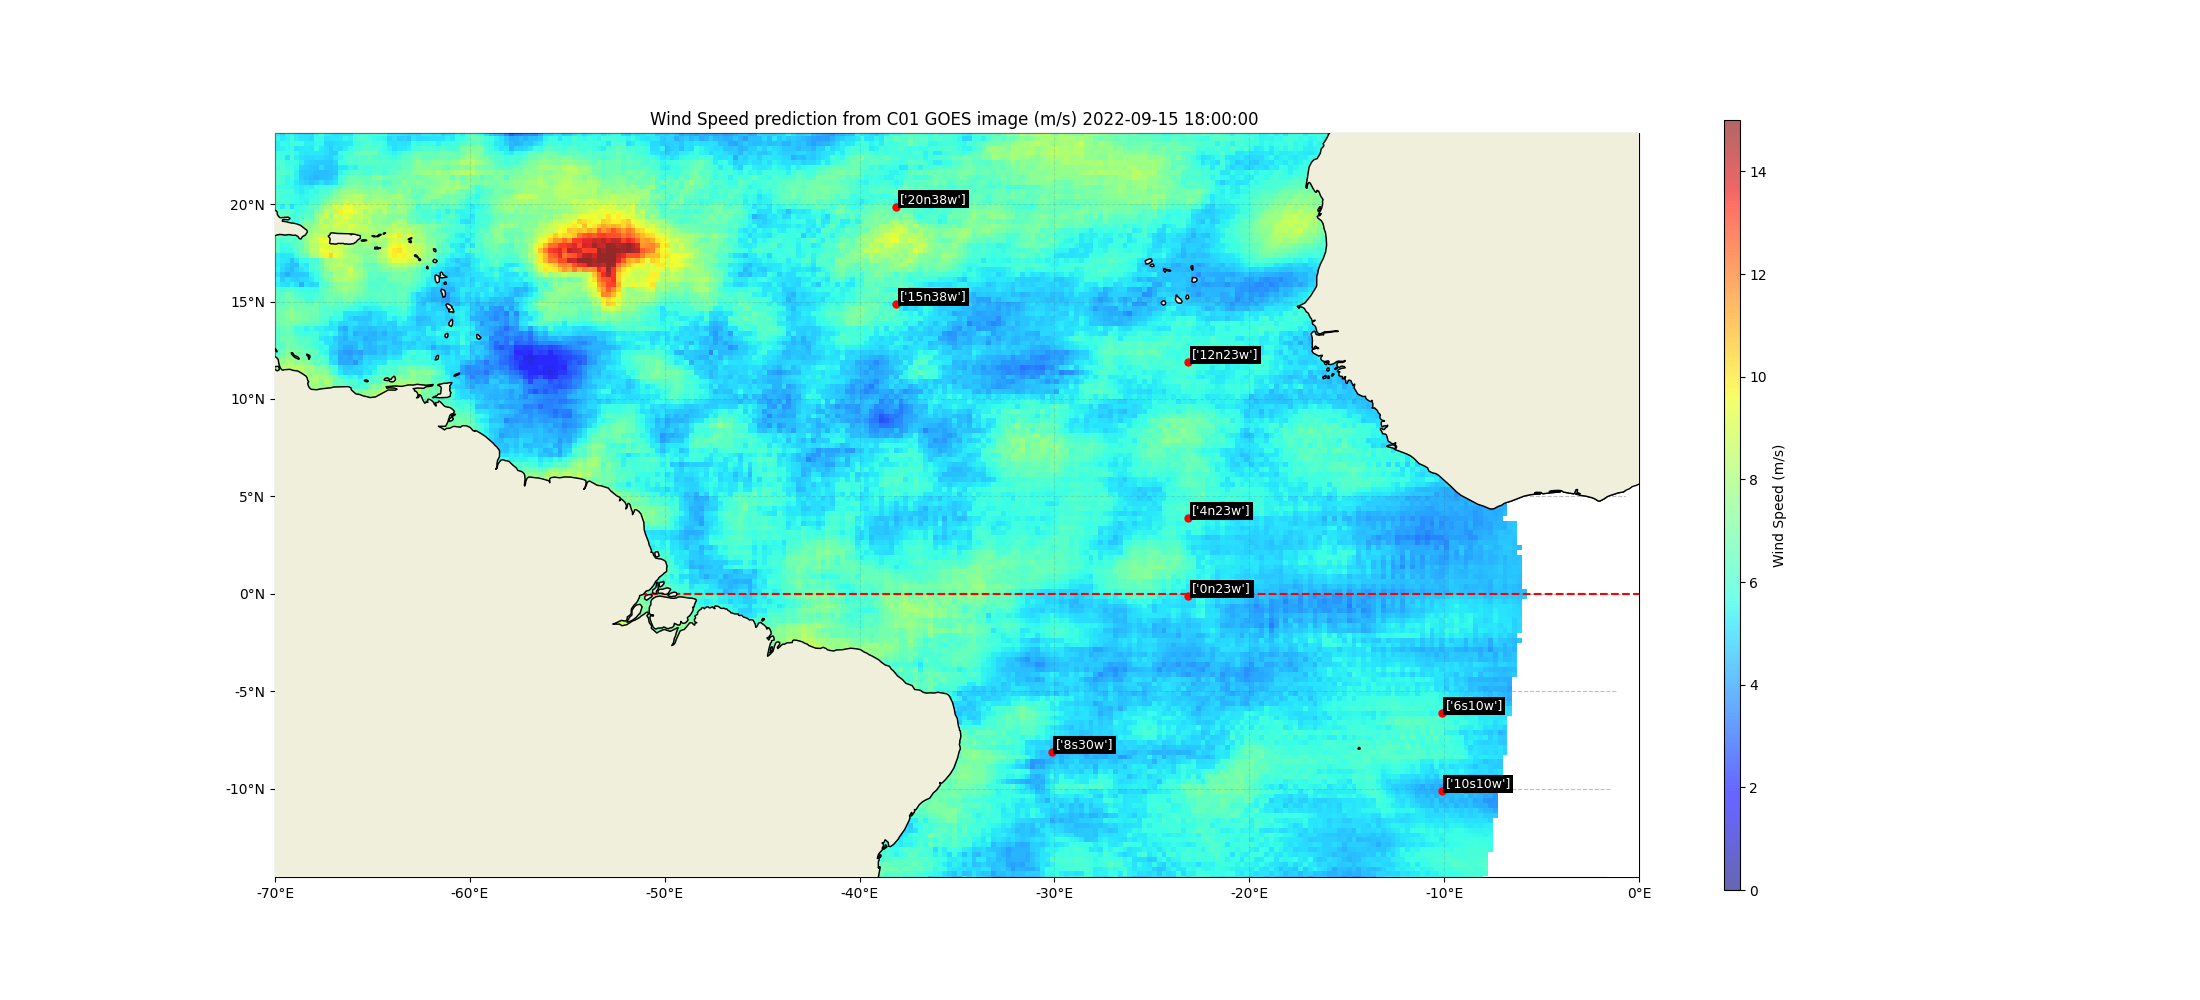 Wind Speed prediction from C01 GOES image (m/s) 2022-09-15 18:00:00
20°N
15°N
10°N
5°N
0°N
-5°N
-10°N
-70°E
-60°E
-50°E
-40°E
-30°E
-20°E
-10°E
0°E
['20n38w']
['15n38w']
['12n23w']
['4n23w']
['0n23w']
['6s10w']
['8s30w']
['10s10w']
14
12
10
8
6
4
2
0
Wind Speed (m/s)